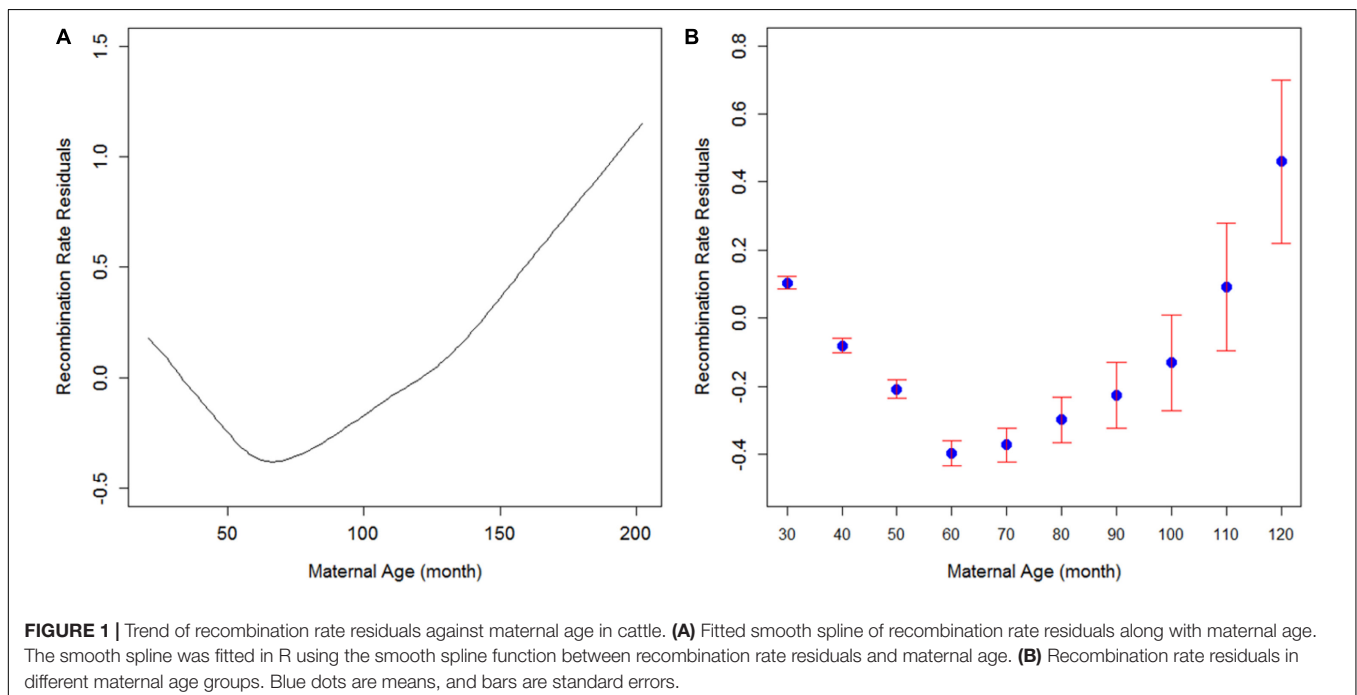 A
Recombination Rate Residuals
1.5
1.0
0.5
0.0
-0.5
50 100 150 200
Maternal Age (month)
B
Recombination Rate Residuals
0.8
0.6
0.4
0.2
0.0
-0.2
-0.4
30 40 50 60 70 80 90 100 110 120
Maternal Age (month)
FIGURE 1 | Trend of recombination rate residuals against maternal age in cattle. (A) Fitted smooth spline of recombination rate residuals along with maternal age.
The smooth spline was fitted in R using the smooth spline function between recombination rate residuals and maternal age. (B) Recombination rate residuals in
different maternal age groups. Blue dots are means, and bars are standard errors.